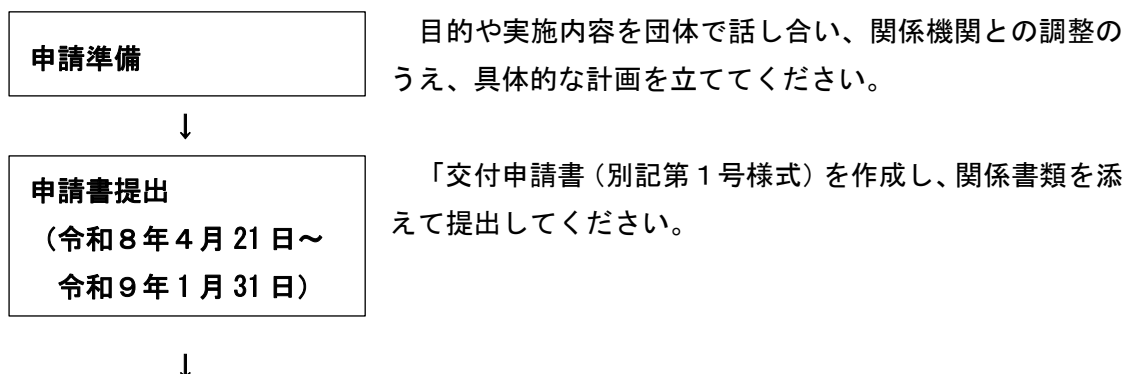 申請準備
目的や実施内容を団体で話し合い、関係機関との調整の
うえ、具体的な計画を立ててください。
↓
申請書提出
（令和８年４月 21 日～
令和９年１月 31 日）
「交付申請書（別記第１号様式）を作成し、関係書類を添
えて提出してください。
↓